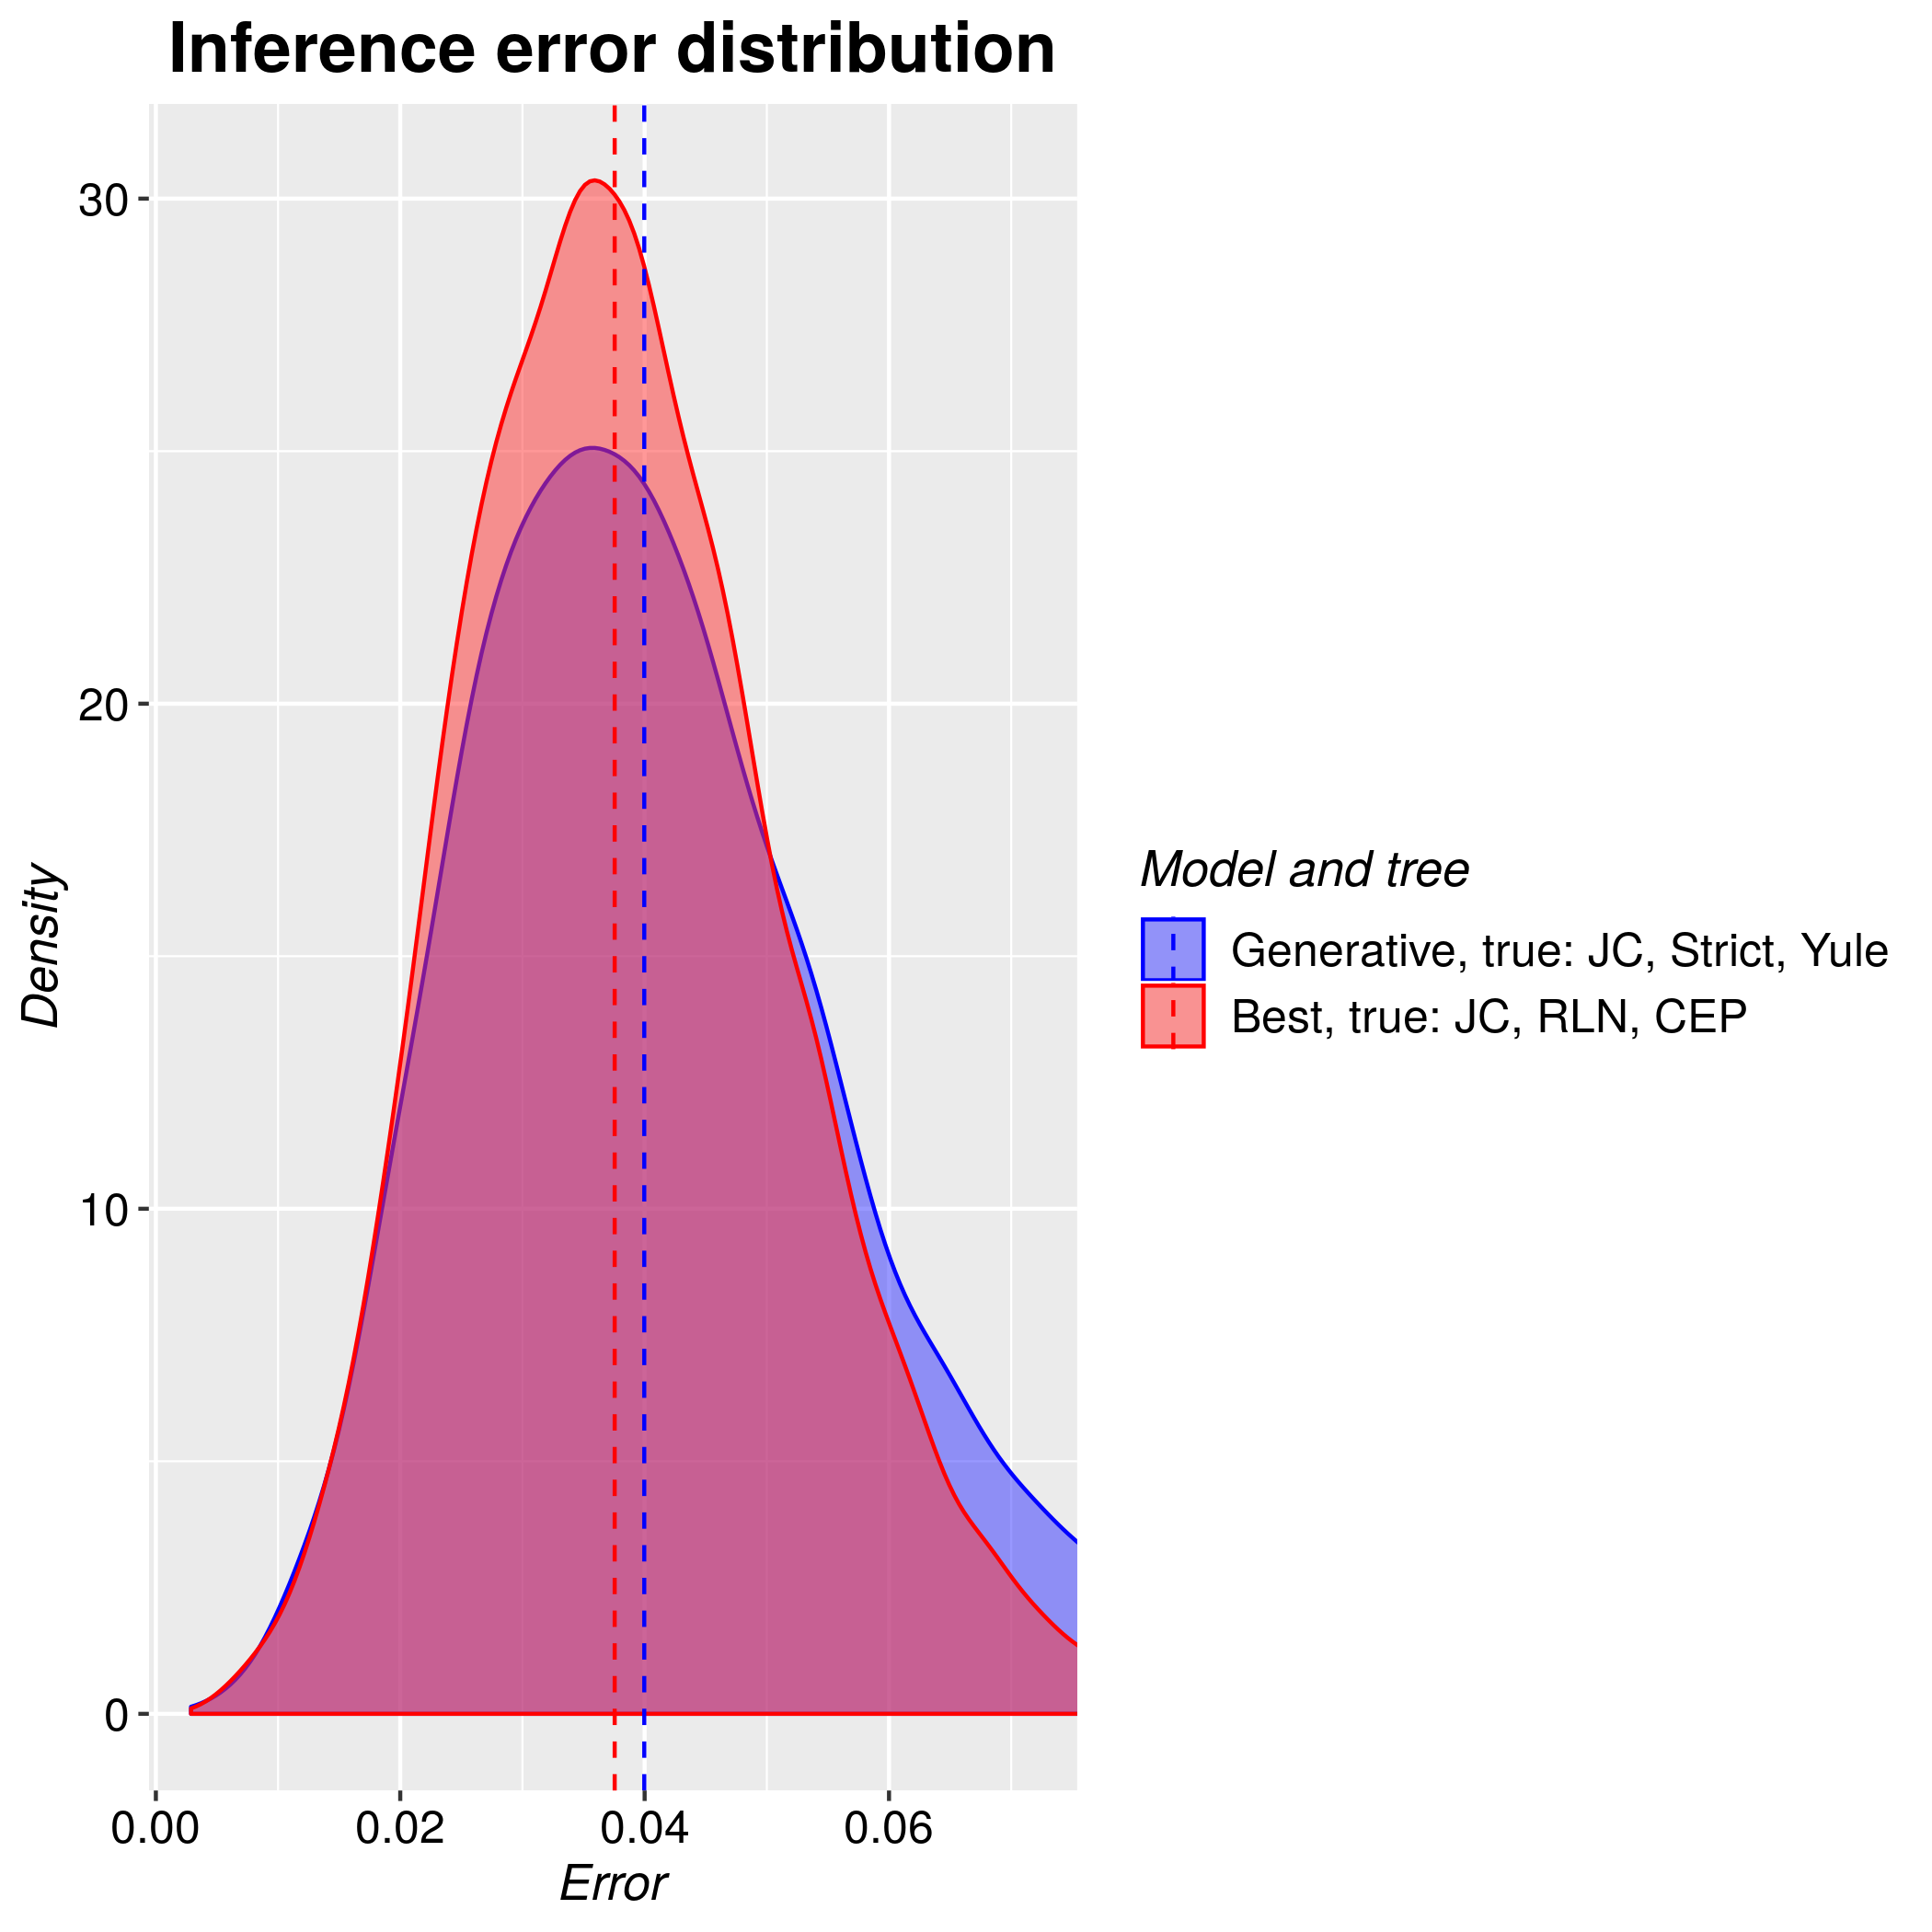 Inference error distribution
30
20
10
0
Density
0.00 0.02 0.04 0.06
Error
Model and tree
Generative, true: JC, Strict, Yule
Best, true: JC, RLN, CEP